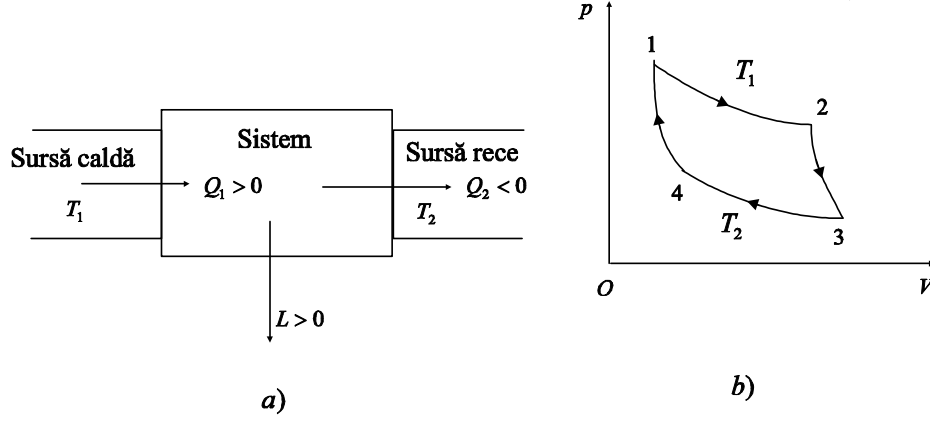 Sursă caldă
T₁
Sistem
Q₁ > 0
Sursă rece
T₂
Q₂ < 0
L > 0
a)
p
1
T₁
2
4
T₂
3
O
V
b)